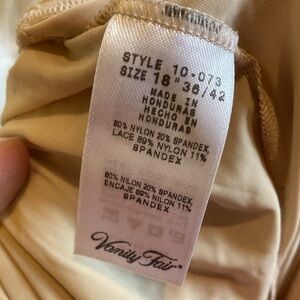 STYLE 10-073
SIZE 18" 36/42
MADE IN
HONDURAS
HECHO EN
HONDURAS
80% NYLON 20% SPANDEX,
LACE 89% NYLON 11%
SPANDEX
80% NILON 20% SPANDEX,
ENCAJE 89% NILON 11%
SPANDEX
Vanity Fair®